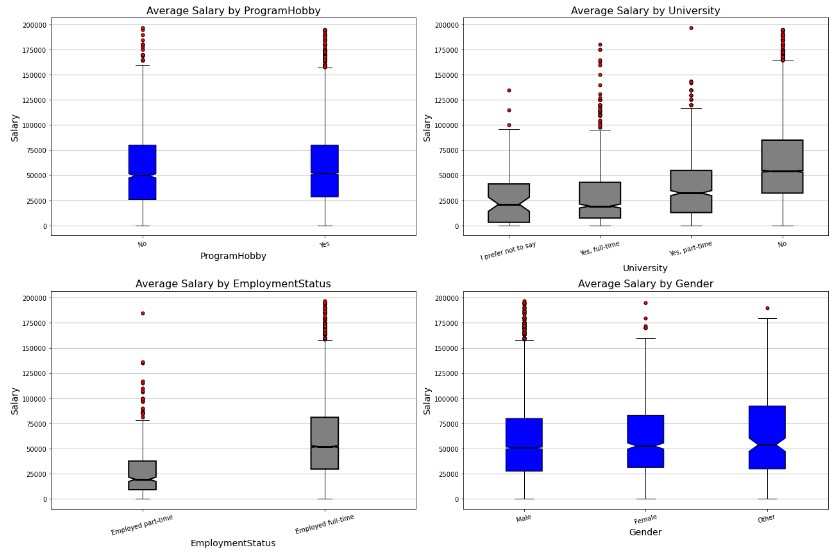 Average Salary by ProgramHobby
200000
175000
150000
125000
100000
75000
50000
25000
0
Salary
No
Yes
ProgramHobby
Average Salary by University
200000
175000
150000
125000
100000
75000
50000
25000
0
Salary
I prefer not to say
Yes, full-time
Yes, part-time
No
University
Average Salary by EmploymentStatus
200000
175000
150000
125000
100000
75000
50000
25000
0
Salary
Employed part-time
Employed full-time
EmploymentStatus
Average Salary by Gender
200000
175000
150000
125000
100000
75000
50000
25000
0
Salary
Male
Female
Other
Gender